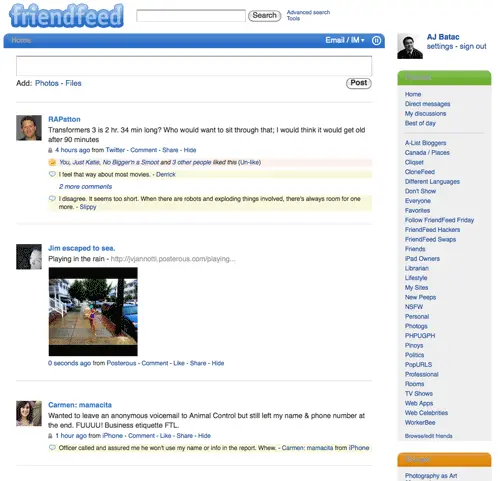 friendfeed
Search
Advanced search
Tools
Home
Email / IM
AJ Batac
settings - sign out
Add: Photos - Files
Post
RAPatton
Transformers 3 is 2 hr. 34 min long? Who would want to sit through that; I would think it would get old
after 90 minutes
4 hours ago from Twitter - Comment - Share - Hide
You, Just Katie, No Bigger'n a Smoot and 3 other people liked this (Un-like)
I feel that way about most movies. - Derrick
2 more comments
I disagree. It seems too short. When there are robots and exploding things involved, there's always room for one
more. - Slippy
Jim escaped to sea.
Playing in the rain - http://jvjannotti.posterous.com/playing...
0 seconds ago from Posterous - Comment - Like - Share - Hide
Carmen: mamacita
Wanted to leave an anonymous voicemail to Animal Control but still left my name & phone number at
the end. FUUUU! Business etiquette FTL.
1 hour ago from iPhone - Comment - Like - Share - Hide
Officer called and assured me he won't use my name or info in the report. Whew. - Carmen: mamacita from iPhone
Home
Direct messages
My discussions
Best of day
A-List Bloggers
Canada / Places
Cliqset
CloneFeed
Different Languages
Don't Show
Everyone
Favorites
Follow FriendFeed Friday
FriendFeed Hackers
FriendFeed Swaps
Friends
iPad Owners
Librarian
Lifestyle
My Sites
New Peeps
NSFW
Personal
Photogs
PHPUGPH
Pinoys
Politics
PopURLS
Professional
Rooms
TV Shows
Web Apps
Web Celebrities
WorkerBee
Browse/edit friends
Photography as Art